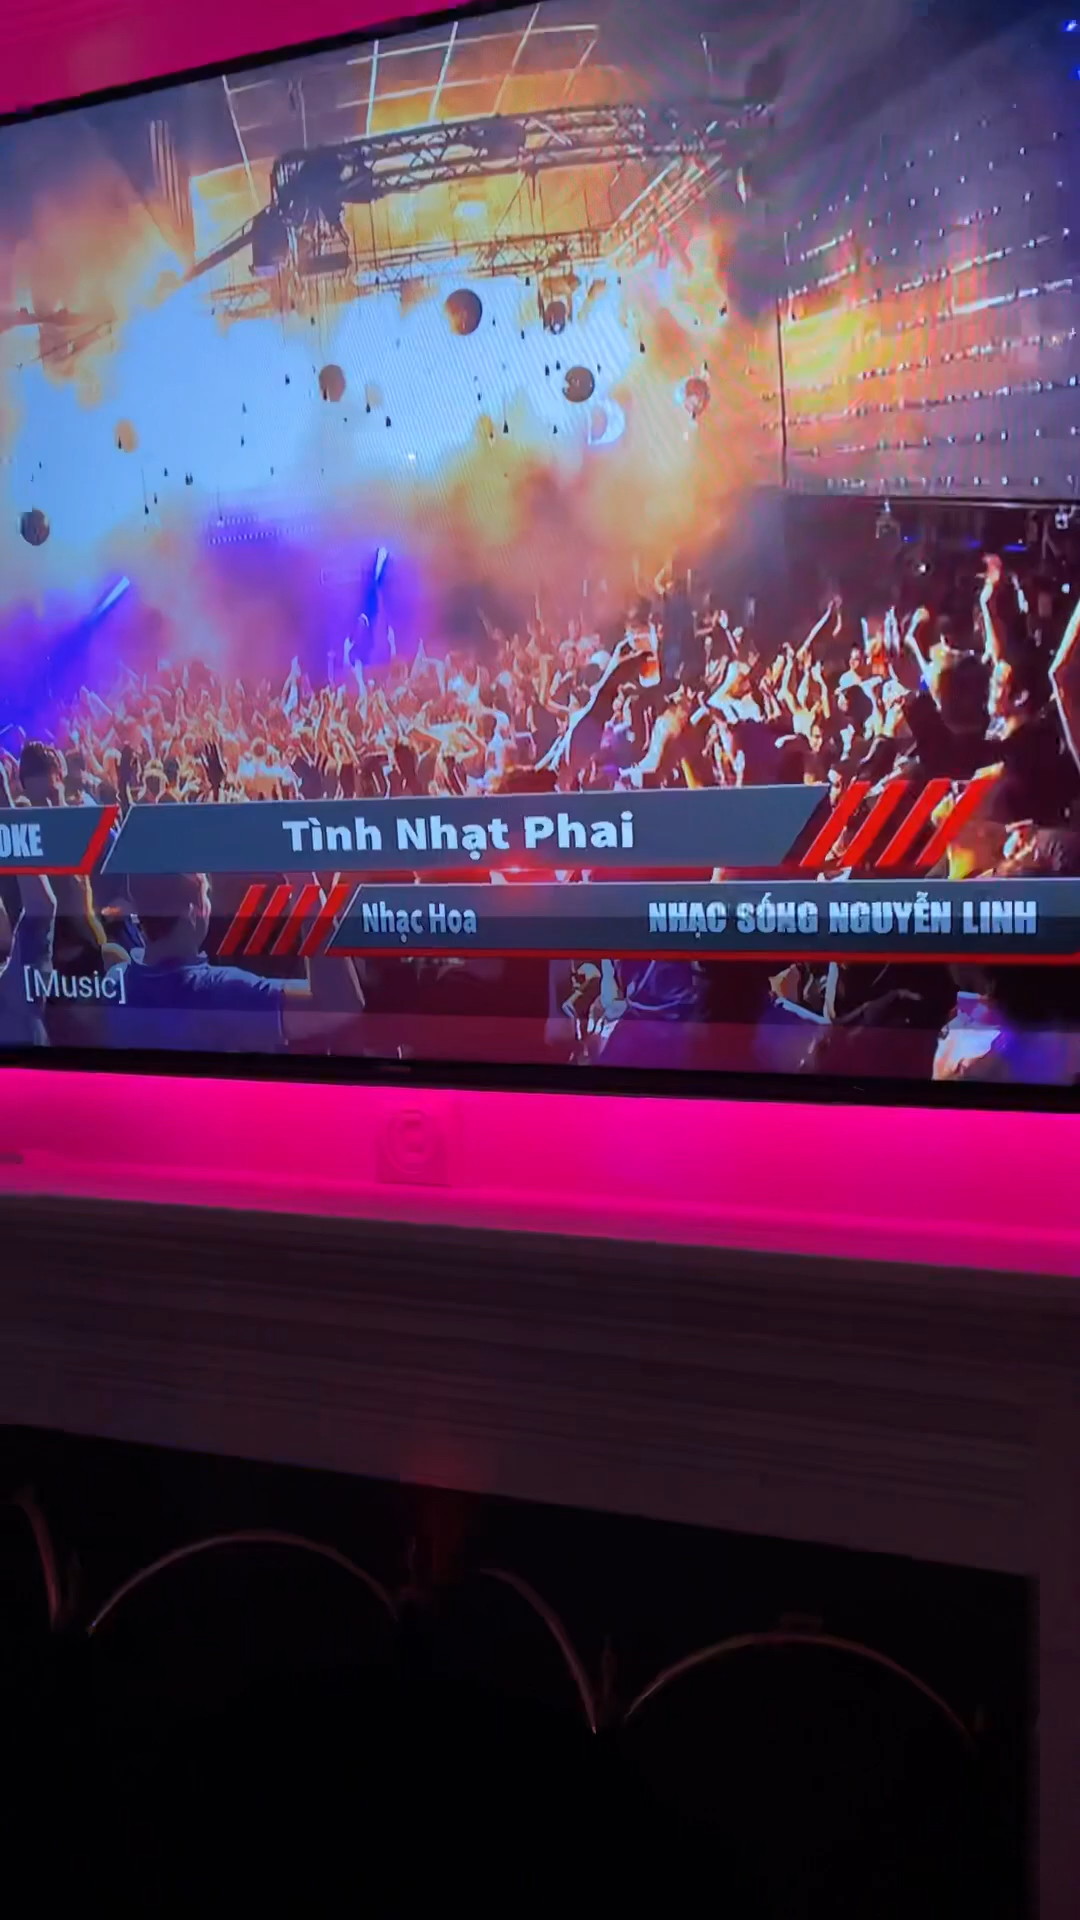 OKE
Tình Nhạt Phai
Nhạc Hoa
NHẠC SỐNG NGUYỄN LINH
[Music]